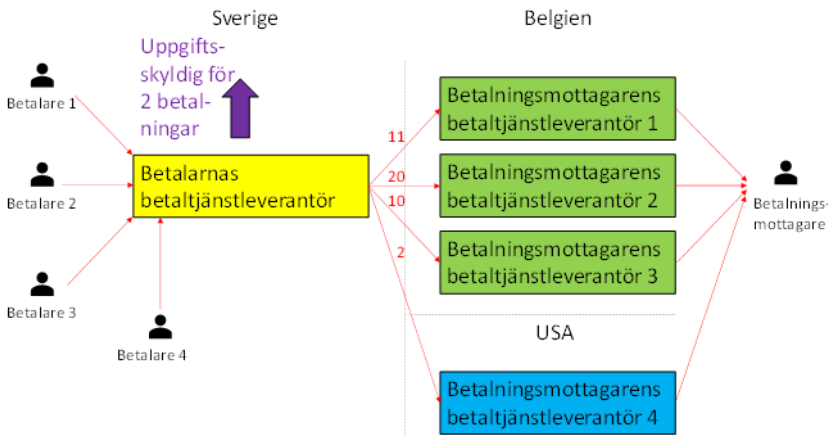 Sverige
Belgien
Uppgifts-
skyldig för
2 betal-
ningar
Betalare 1
Betalare 2
Betalare 3
Betalare 4
Betalarnas
betaltjänstleverantör
11
20
10
2
Betalningsmottagarens
betaltjänstleverantör 1
Betalningsmottagarens
betaltjänstleverantör 2
Betalningsmottagarens
betaltjänstleverantör 3
USA
Betalningsmottagarens
betaltjänstleverantör 4
Betalnings-
mottagare